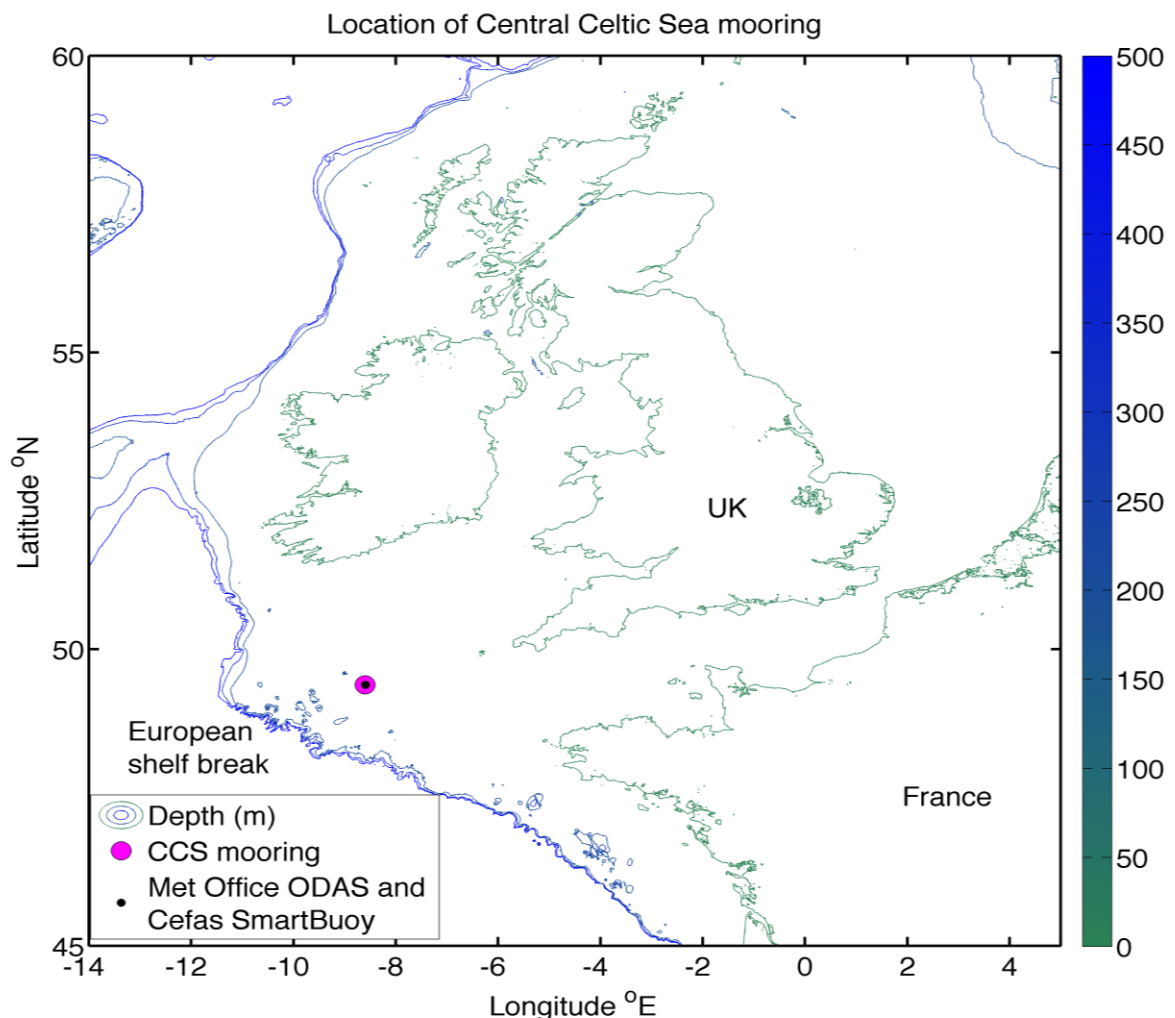 Location of Central Celtic Sea mooring
60
55
50
45
Latitude °N
-14
-12
-10
-8
-6
-4
-2
0
2
4
Longitude °E
UK
France
European
shelf break
Depth (m)
CCS mooring
Met Office ODAS and
Cefas SmartBuoy
500
450
400
350
300
250
200
150
100
50
0